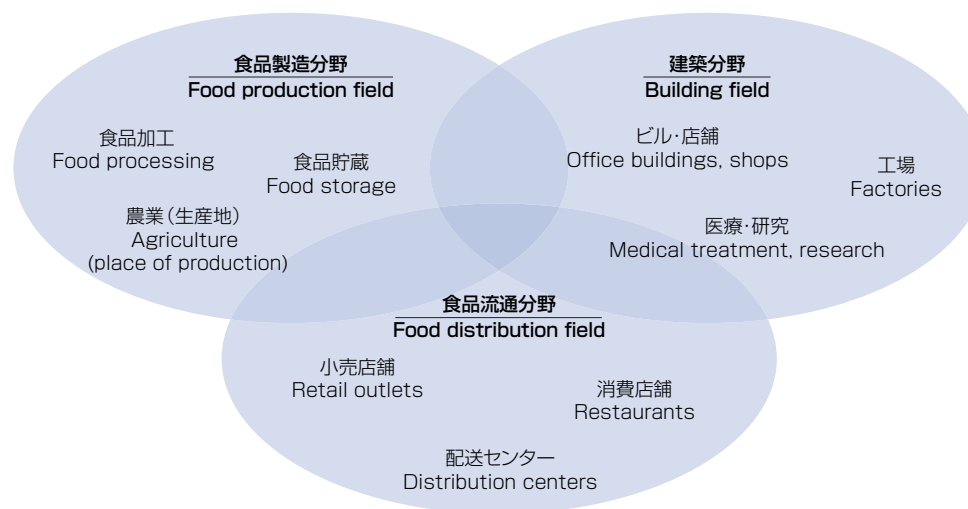 食品製造分野
Food production field
食品加工
Food processing
食品貯蔵
Food storage
農業(生産地)
Agriculture
(place of production)
建築分野
Building field
ビル・店舗
Office buildings, shops
工場
Factories
医療・研究
Medical treatment, research
食品流通分野
Food distribution field
小売店舗
Retail outlets
消費店舗
Restaurants
配送センター
Distribution centers